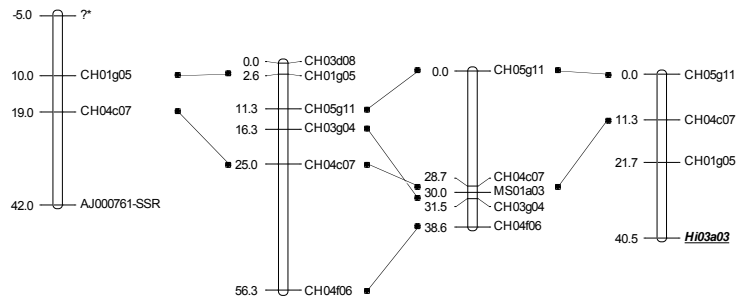 -5.0 ?*
10.0 CH01g05
19.0 CH04c07
42.0 AJ000761-SSR
0.0 CH03d08
2.6 CH01g05
11.3 CH05g11
16.3 CH03g04
25.0 CH04c07
56.3 CH04f06
0.0 CH05g11
28.7 CH04c07
30.0 MS01a03
31.5 CH03g04
38.6 CH04f06
0.0 CH05g11
11.3 CH04c07
21.7 CH01g05
40.5 Hi03a03